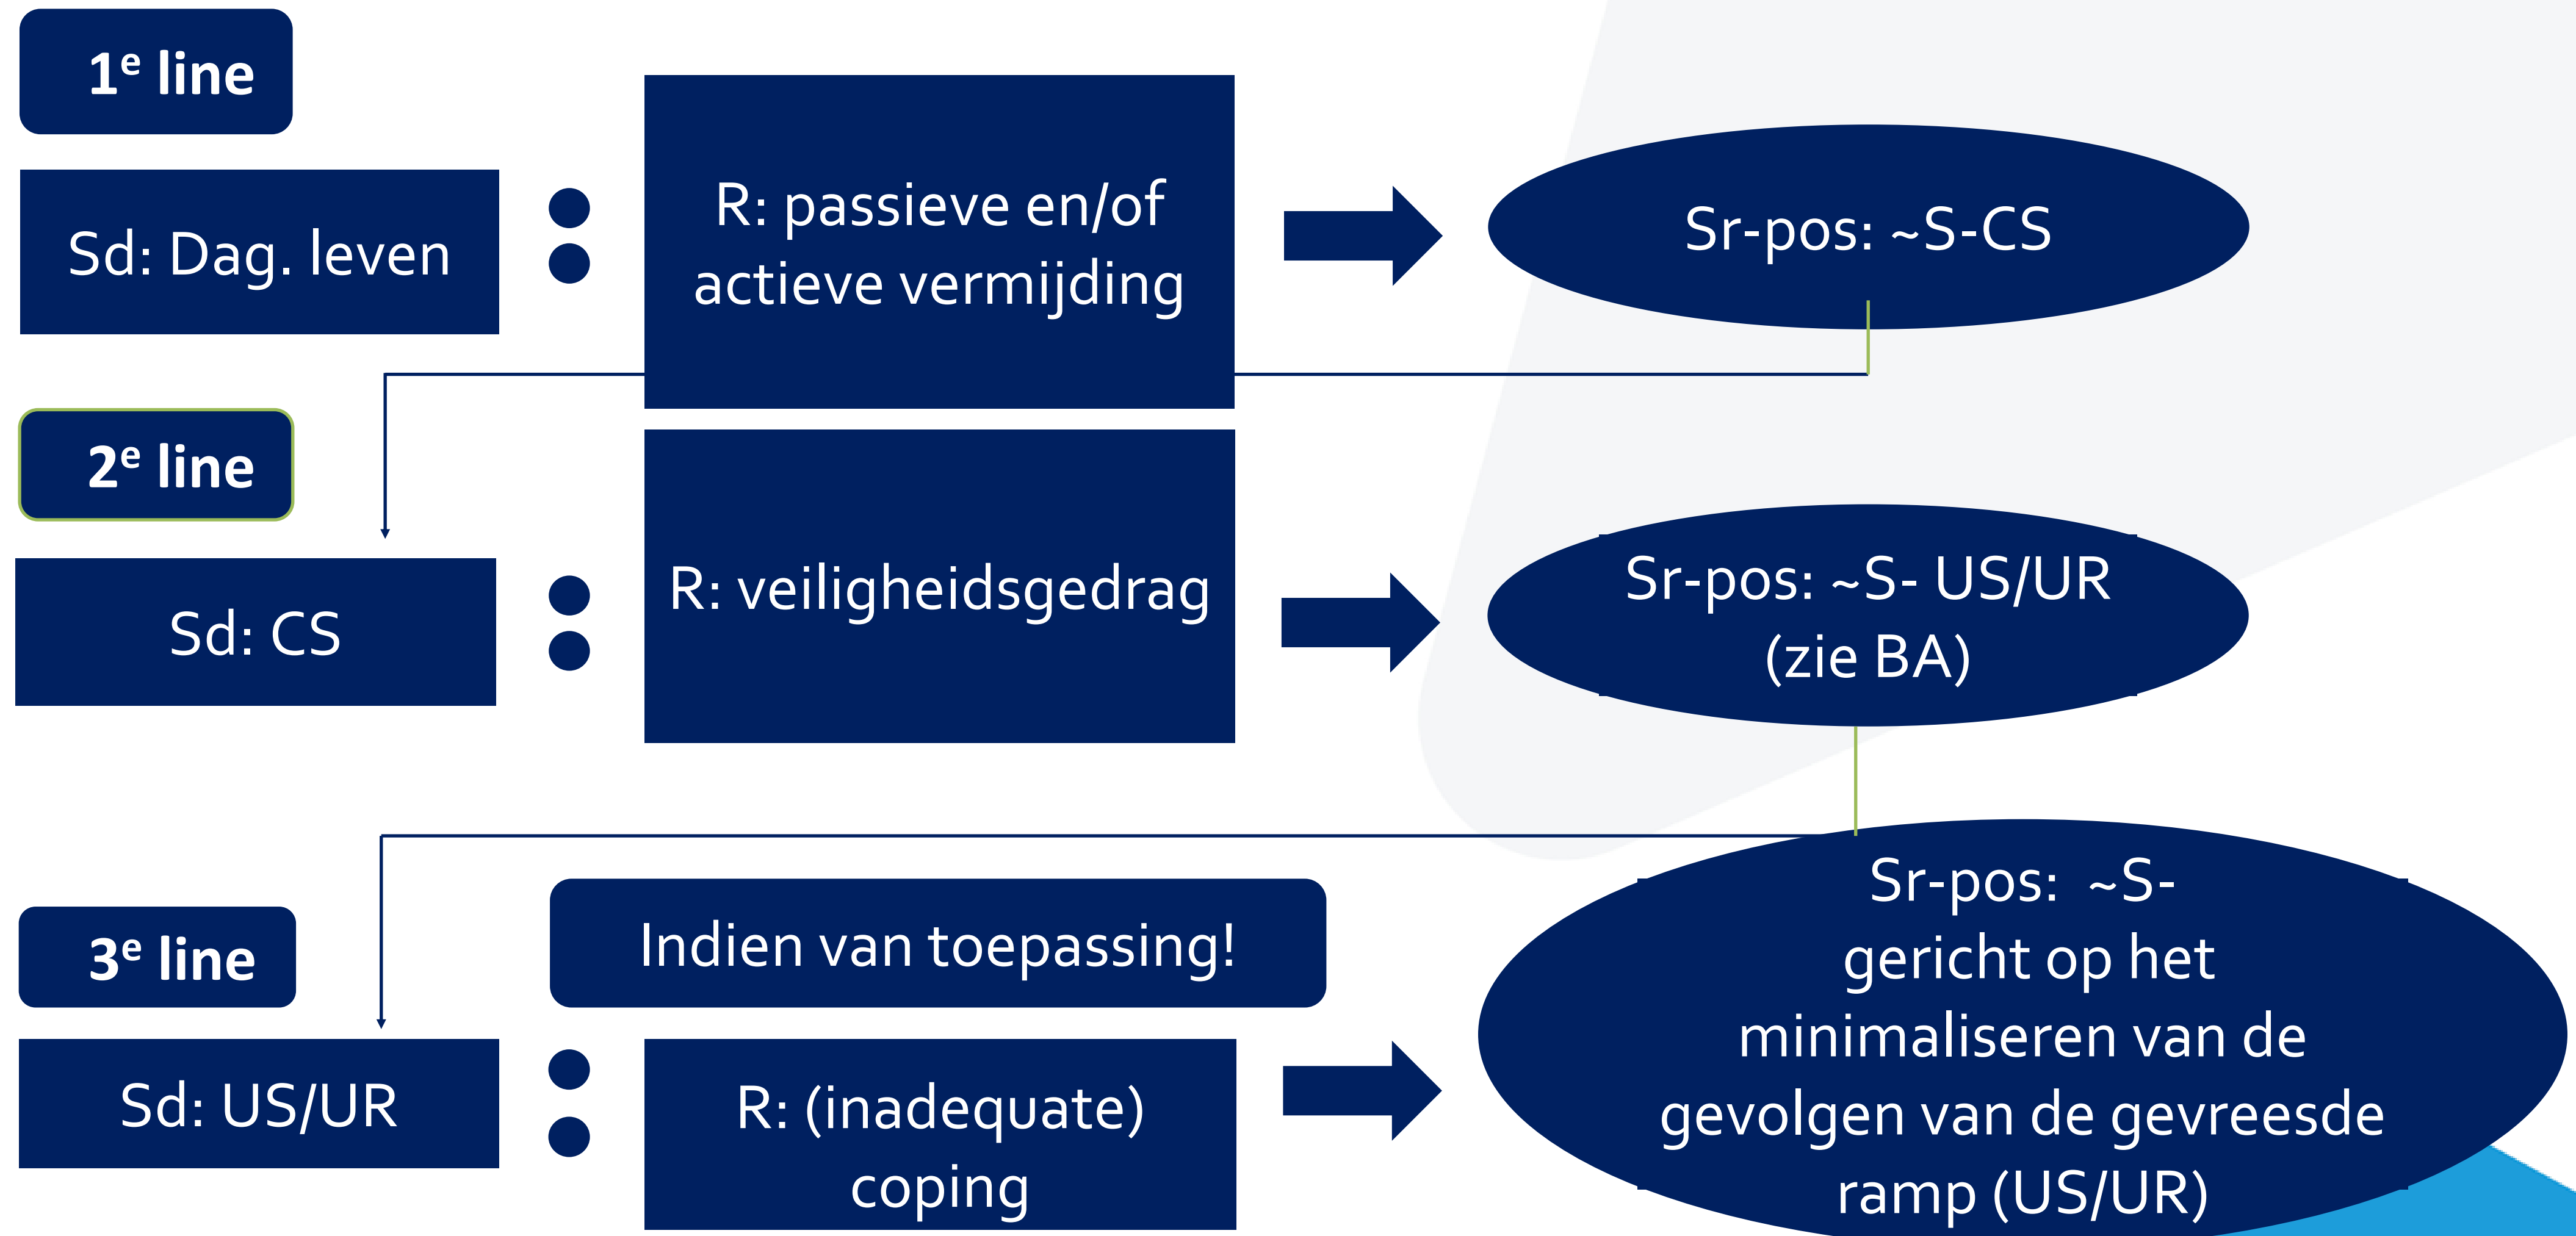 1e line
Sd: Dag. leven
R: passieve en/of
actieve vermijding
Sr-pos: ~S-CS
2e line
Sd: CS
R: veiligheidsgedrag
Sr-pos: ~S- US/UR
(zie BA)
3e line
Indien van toepassing!
Sd: US/UR
R: (inadequate)
coping
Sr-pos: ~S-
gericht op het
minimaliseren van de
gevolgen van de gevreesde
ramp (US/UR)